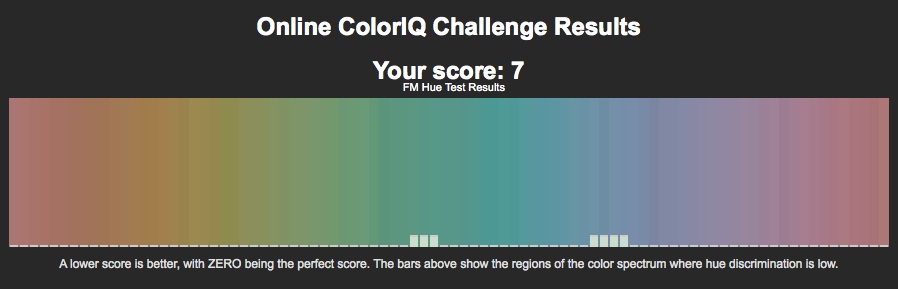 Online ColorIQ Challenge Results
Your score: 7
FM Hue Test Results
A lower score is better, with ZERO being the perfect score. The bars above show the regions of the color spectrum where hue discrimination is low.